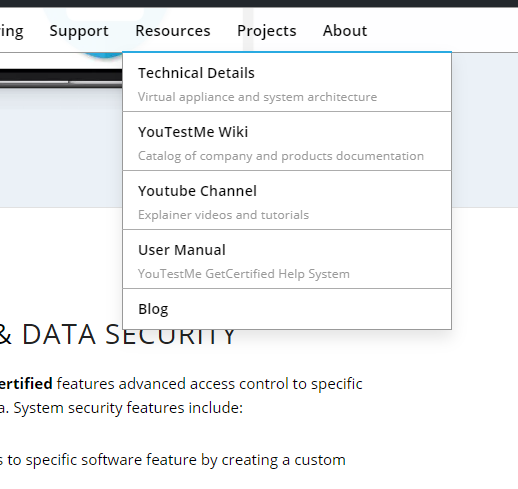 Support Resources Projects About
Technical Details
Virtual appliance and system architecture
YouTestMe Wiki
Catalog of company and products documentation
Youtube Channel
Explainer videos and tutorials
User Manual
YouTestMe GetCertified Help System
Blog
& DATA SECURITY
ertified features advanced access control to specific
a. System security features include:
s to specific software feature by creating a custom